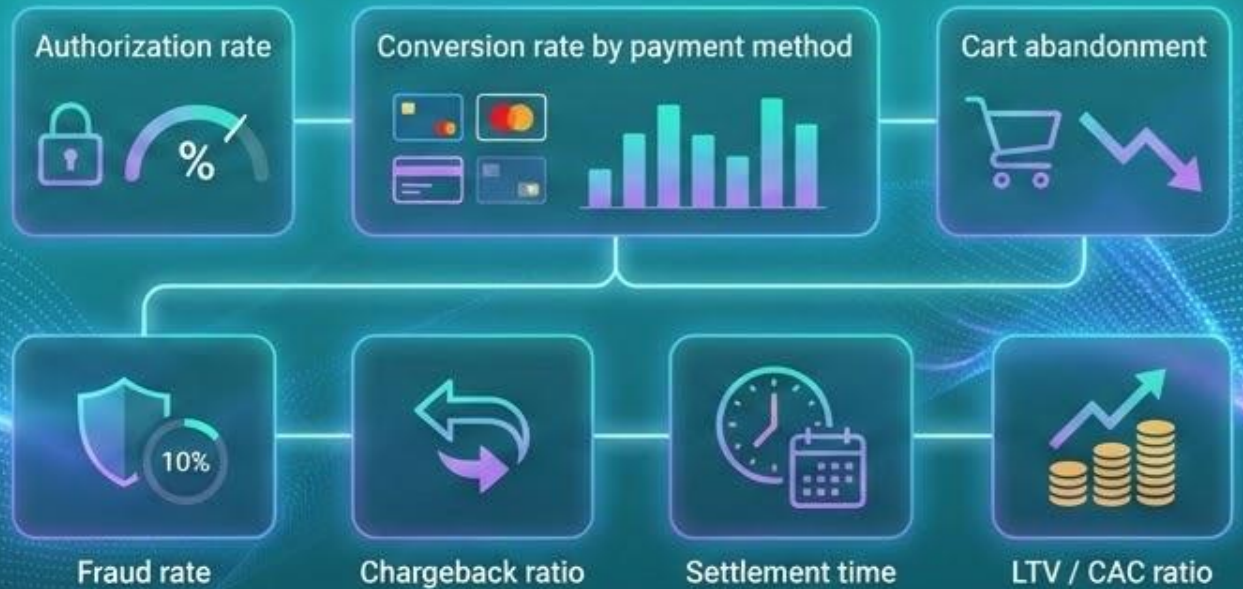 Authorization rate
Conversion rate by payment method
Cart abandonment
%
10%
Fraud rate
Chargeback ratio
Settlement time
LTV / CAC ratio